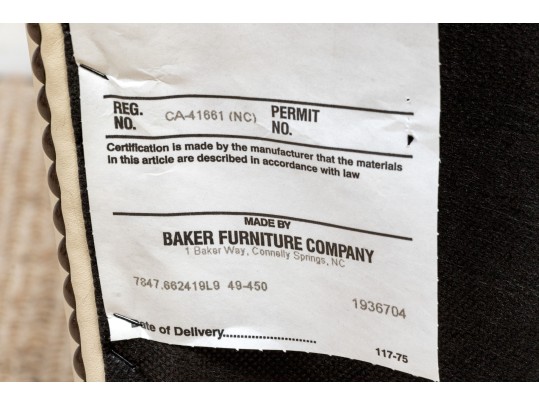 REG. NO. CA-41661 (NC) PERMIT NO.
Certification is made by the manufacturer that the materials
in this article are described in accordance with law
MADE BY
BAKER FURNITURE COMPANY
1 Baker Way, Connelly Springs, NC
7847.662419L9 49-450
1936704
Date of Delivery........................
117-75